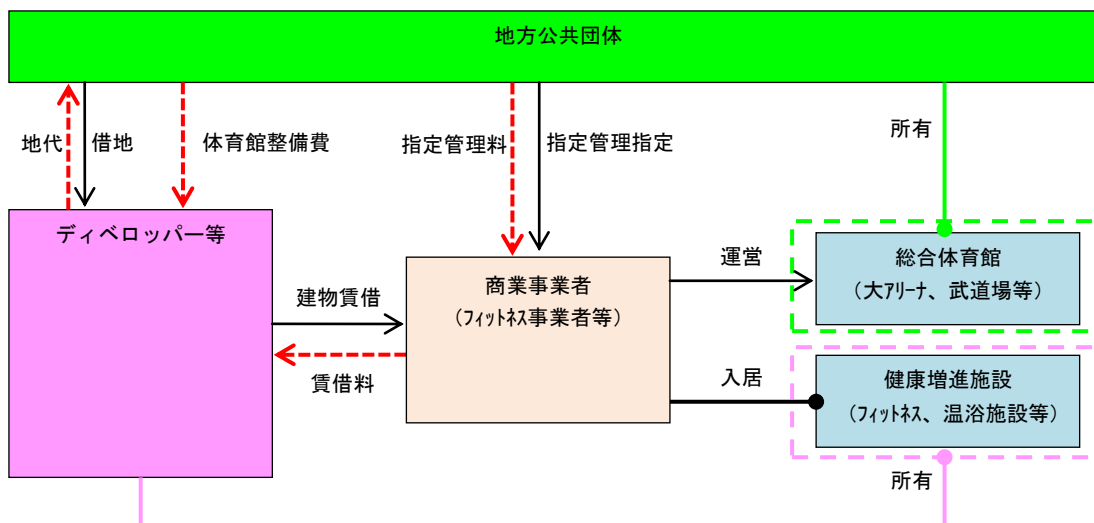 地方公共団体
地代
借地
体育館整備費
指定管理料
指定管理指定
所有
ディベロッパー等
建物賃借
賃借料
商業事業者
（ﾌｨｯﾄﾈｽ事業者等）
運営
総合体育館
（大ｱﾘｰﾅ、武道場等）
入居
健康増進施設
（ﾌｨｯﾄﾈｽ、温浴施設等）
所有